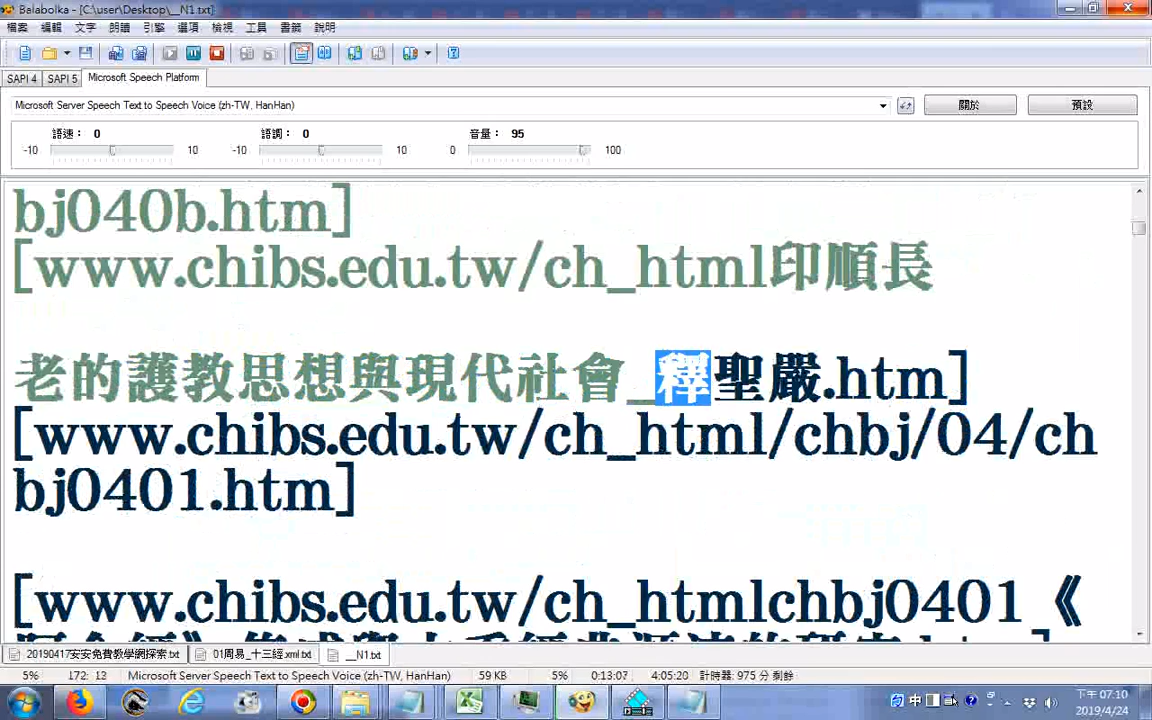 Balabolka - [C:\user\Desktop\__N1.txt]
檔案 編輯 文字 朗讀 引擎 選項 檢視 工具 書籤 說明
SAPI 4 SAPI 5 Microsoft Speech Platform
Microsoft Server Speech Text to Speech Voice (zh-TW, HanHan) 關於 預設
語速： 0 語調： 0 音量： 95
-10 10 -10 10 0 100
bj040b.htm]
[www.chibs.edu.tw/ch_html印順長
老的護教思想與現代社會_釋聖嚴.htm]
[www.chibs.edu.tw/ch_html/chbj/04/ch
bj0401.htm]
[www.chibs.edu.tw/ch_htmlchbj0401《
20190417安安免費教學網探索.txt 01周易_十三經.xml.txt __N1.txt
5% 172: 12 Microsoft Server Speech Text to Speech Voice (zh-TW, HanHan) 59 KB 5% 0:13:07 4:05:20 計時器: 975 分 剩餘
中 下午 07:10
2019/4/24